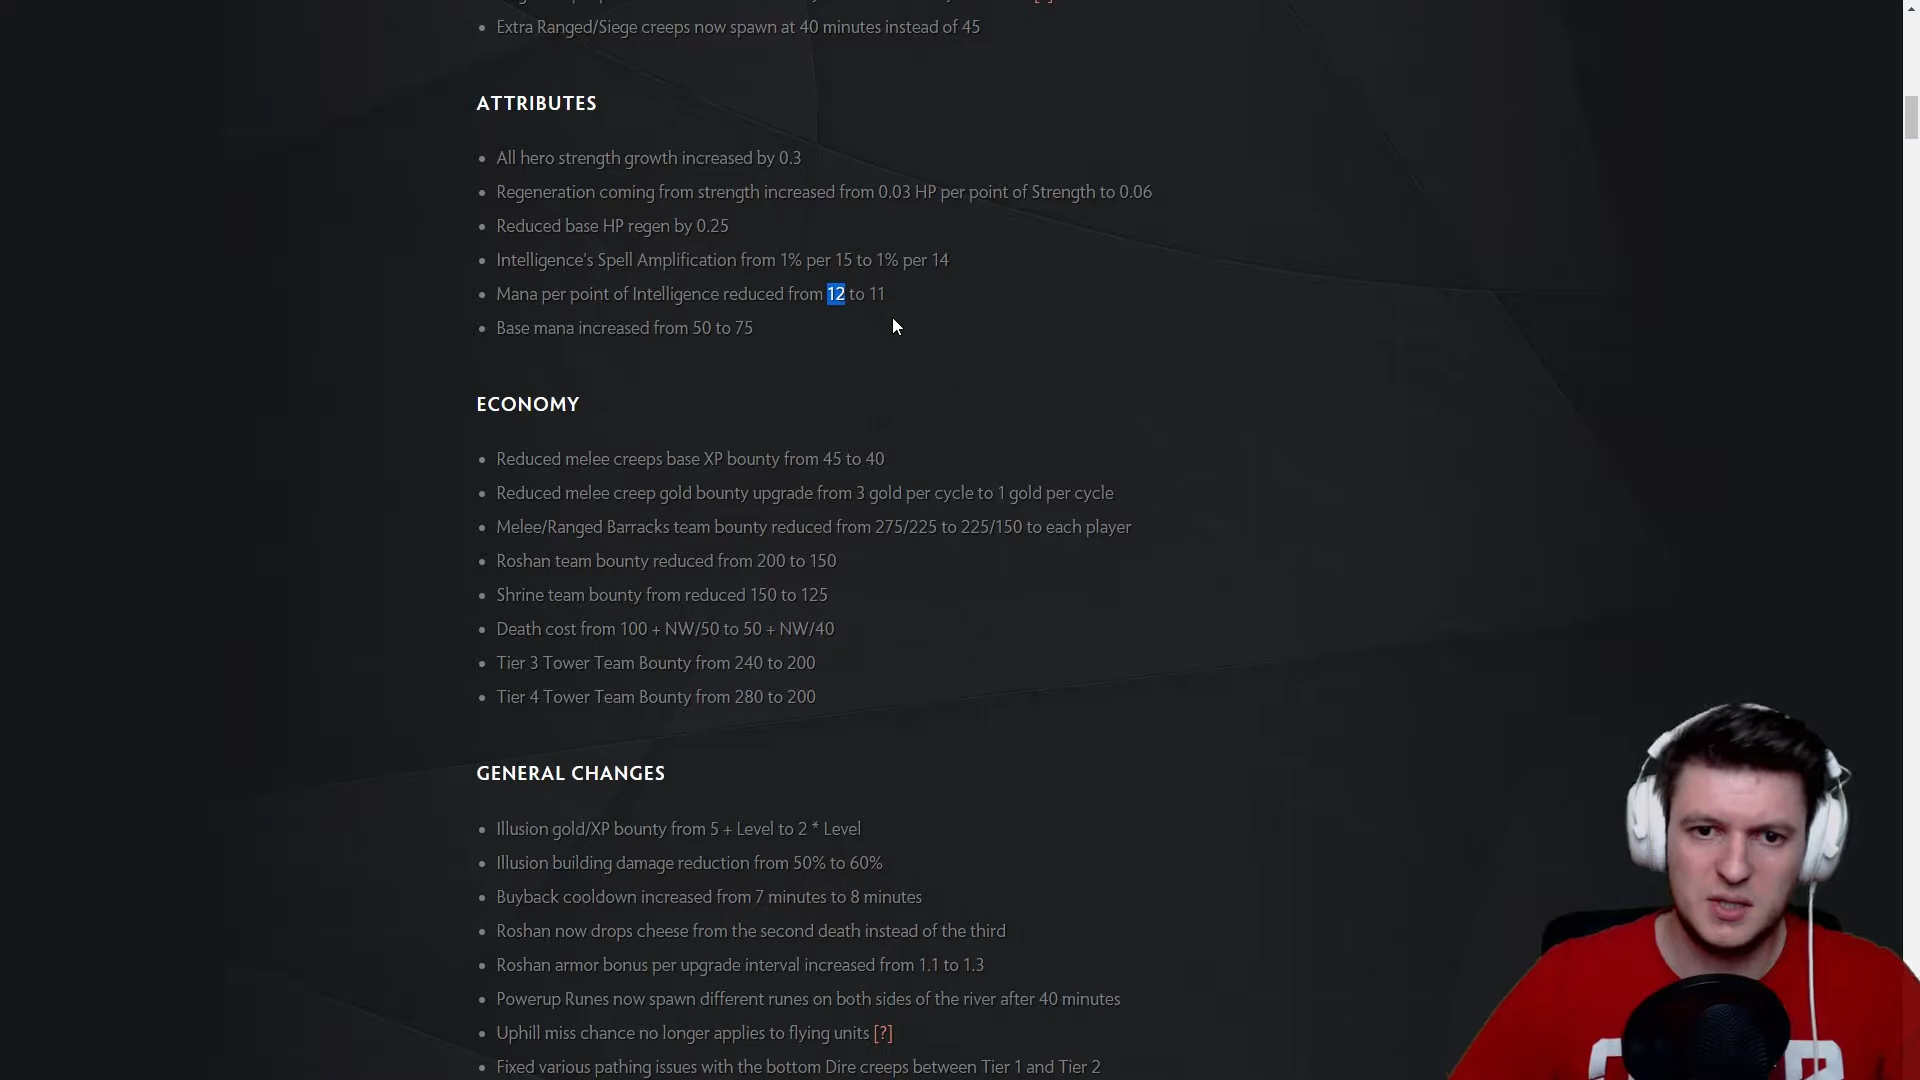 Extra Ranged/Siege creeps now spawn at 40 minutes instead of 45
ATTRIBUTES
All hero strength growth increased by 0.3
Regeneration coming from strength increased from 0.03 HP per point of Strength to 0.06
Reduced base HP regen by 0.25
Intelligence's Spell Amplification from 1% per 15 to 1% per 14
Mana per point of Intelligence reduced from 12 to 11
Base mana increased from 50 to 75
ECONOMY
Reduced melee creeps base XP bounty from 45 to 40
Reduced melee creep gold bounty upgrade from 3 gold per cycle to 1 gold per cycle
Melee/Ranged Barracks team bounty reduced from 275/225 to 225/150 to each player
Roshan team bounty reduced from 200 to 150
Shrine team bounty from reduced 150 to 125
Death cost from 100 + NW/50 to 50 + NW/40
Tier 3 Tower Team Bounty from 240 to 200
Tier 4 Tower Team Bounty from 280 to 200
GENERAL CHANGES
Illusion gold/XP bounty from 5 + Level to 2 * Level
Illusion building damage reduction from 50% to 60%
Buyback cooldown increased from 7 minutes to 8 minutes
Roshan now drops cheese from the second death instead of the third
Roshan armor bonus per upgrade interval increased from 1.1 to 1.3
Powerup Runes now spawn different runes on both sides of the river after 40 minutes
Uphill miss chance no longer applies to flying units [?]
Fixed various pathing issues with the bottom Dire creeps between Tier 1 and Tier 2